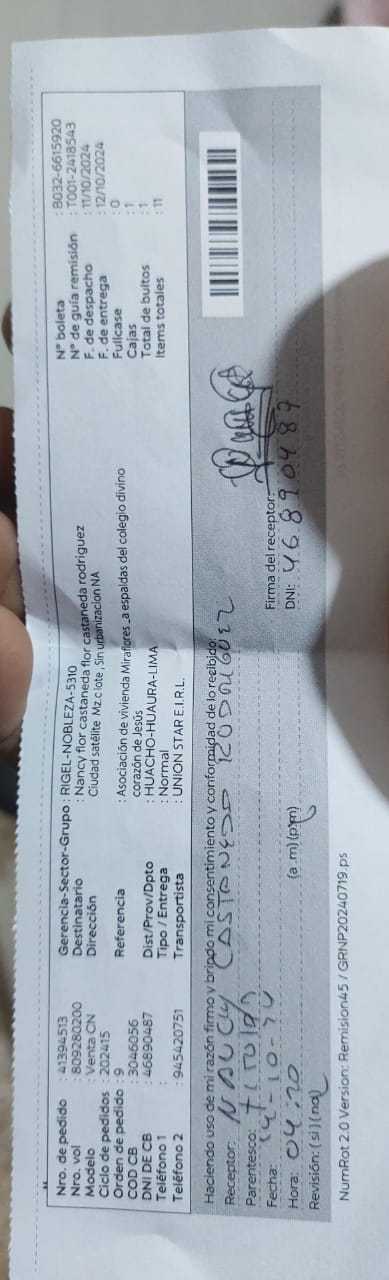 Nro. de pedido : 41394513
Nro. vol : 809280200
Modelo : Venta CN
Ciclo de pedidos : 202415
Orden de pedido : 9
COD CB : 3046056
DNI DE CB : 46890487
Teléfono 1 :
Teléfono 2 : 945420751
Gerencia-Sector-Grupo : RIGEL-NOBLEZA-5310
Destinatario : Nancy flor castaneda flor castaneda rodriguez
Dirección : Ciudad satélite Mz.c lote , Sin urbanizacion NA
Referencia : Asociación de vivienda Miraflores _a espaldas del colegio divino
corazón de Jesús
Dist/Prov/Dpto : HUACHO-HUAURA-LIMA
Tipo / Entrega : Normal
Transportista : UNION STAR E.I.R.L.
N° boleta : B032-6615920
N° de guía remisión : T001-2418543
F. de despacho : 11/10/2024
F. de entrega : 12/10/2024
Fullcase : 0
Cajas : 1
Total de bultos : 1
Items totales : 11
Haciendo uso de mi razón firmo y brindo mi consentimiento y conformidad de lo recibido:
Receptor: NANCY CASTANEDA RODRIGUEZ
Parentesco: titular
Fecha: 14-10-24
Hora: 04:20 (a.m)(p.m)
Revisión: (si) (no)
Firma del receptor:
DNI: 46890487
NumRot 2.0 Version: Remision45 / GRNP20240719.ps